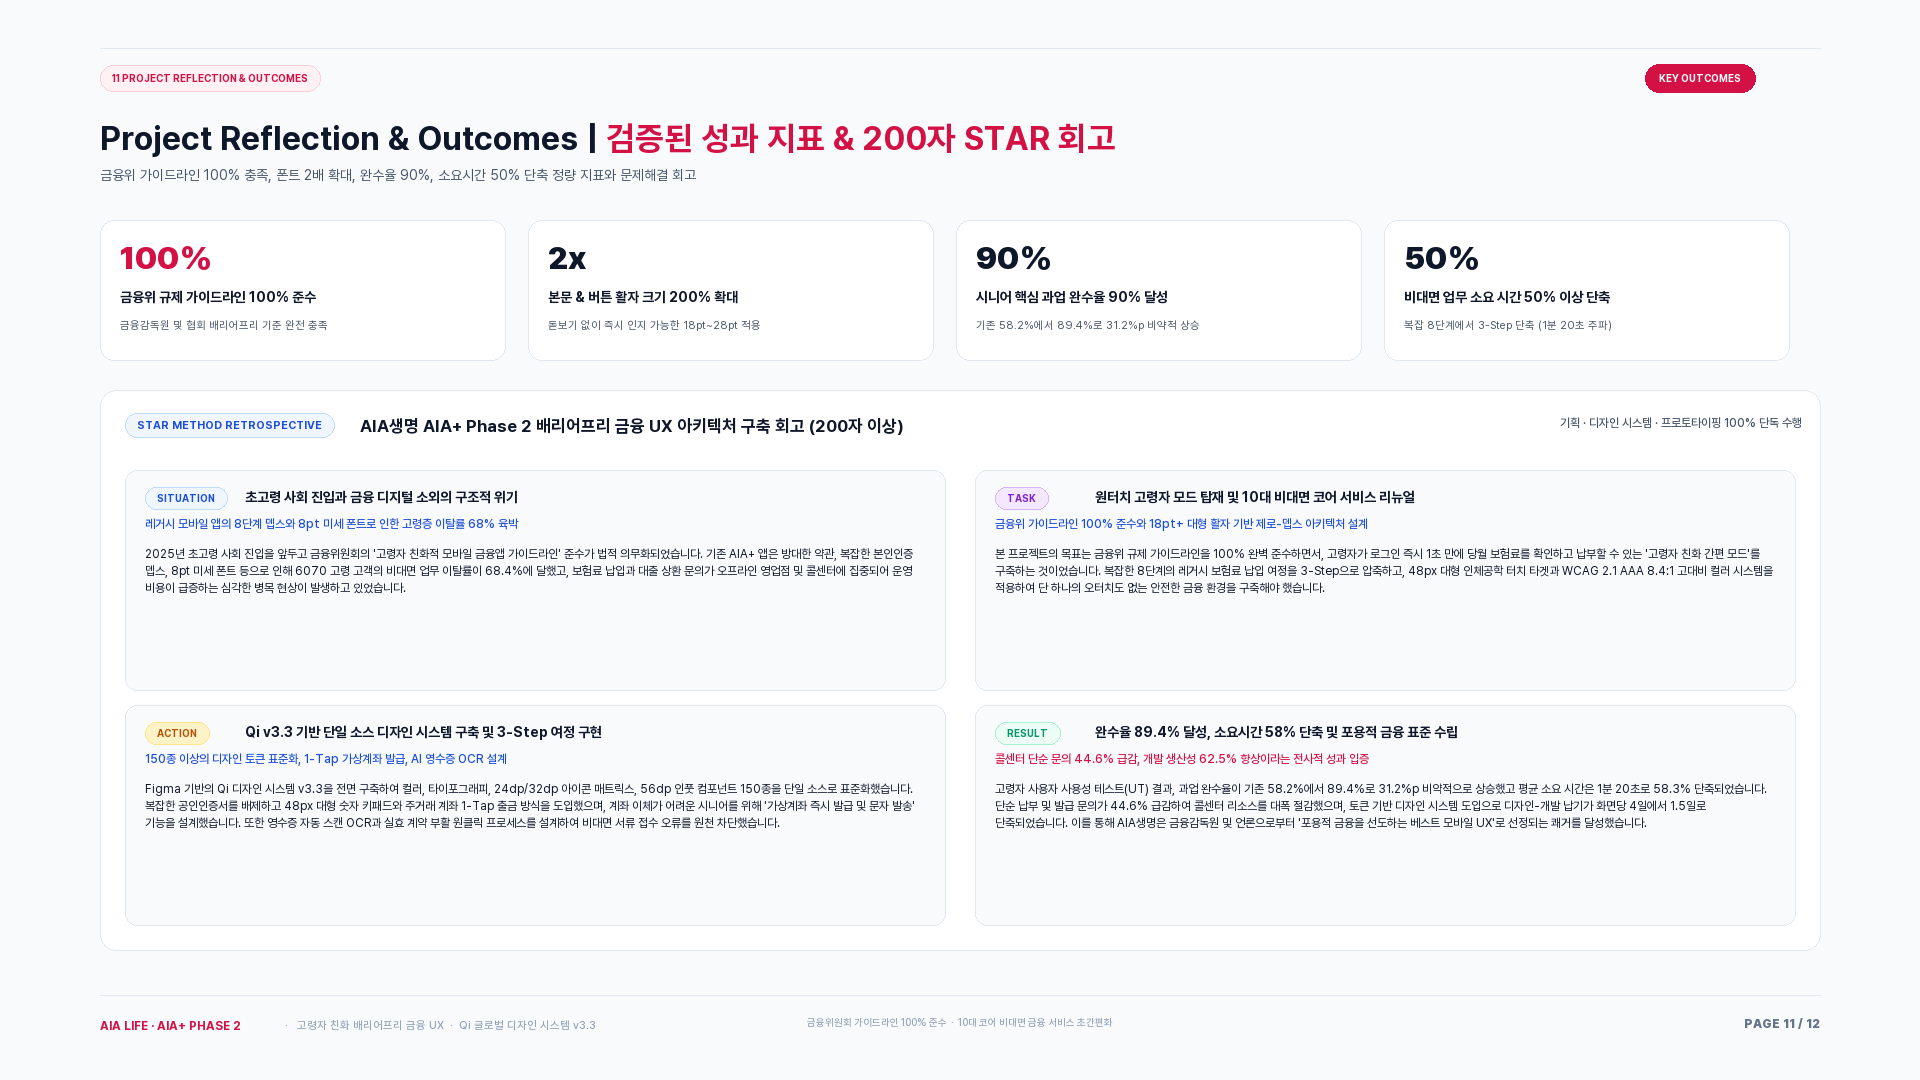 11 PROJECT REFLECTION & OUTCOMES
KEY OUTCOMES
Project Reflection & Outcomes | 검증된 성과 지표 & 200자 STAR 회고
금융위 가이드라인 100% 충족, 폰트 2배 확대, 완수율 90%, 소요시간 50% 단축 정량 지표와 문제해결 회고
100%
금융위 규제 가이드라인 100% 준수
금융감독원 및 협회 배리어프리 기준 완전 충족
2x
본문 & 버튼 활자 크기 200% 확대
돋보기 없이 즉시 인지 가능한 18pt~28pt 적용
90%
시니어 핵심 과업 완수율 90% 달성
기존 58.2%에서 89.4%로 31.2%p 비약적 상승
50%
비대면 업무 소요 시간 50% 이상 단축
복잡 8단계에서 3-Step 단축 (1분 20초 주파)
STAR METHOD RETROSPECTIVE
AIA생명 AIA+ Phase 2 배리어프리 금융 UX 아키텍처 구축 회고 (200자 이상)
기획 · 디자인 시스템 · 프로토타이핑 100% 단독 수행
SITUATION
초고령 사회 진입과 금융 디지털 소외의 구조적 위기
레거시 모바일 앱의 8단계 뎁스와 8pt 미세 폰트로 인한 고령층 이탈률 68% 육박
2025년 초고령 사회 진입을 앞두고 금융위원회의 '고령자 친화적 모바일 금융앱 가이드라인' 준수가 법적 의무화되었습니다. 기존 AIA+ 앱은 방대한 약관, 복잡한 본인인증
뎁스, 8pt 미세 폰트 등으로 인해 6070 고령 고객의 비대면 업무 이탈률이 68.4%에 달했고, 보험료 납입과 대출 상환 문의가 오프라인 영업점 및 콜센터에 집중되어 운영
비용이 급증하는 심각한 병목 현상이 발생하고 있었습니다.
TASK
원터치 고령자 모드 탑재 및 10대 비대면 코어 서비스 리뉴얼
금융위 가이드라인 100% 준수와 18pt+ 대형 활자 기반 제로-뎁스 아키텍처 설계
본 프로젝트의 목표는 금융위 규제 가이드라인을 100% 완벽 준수하면서, 고령자가 로그인 즉시 1초 만에 당월 보험료를 확인하고 납부할 수 있는 '고령자 친화 간편 모드'를
구축하는 것이었습니다. 복잡한 8단계의 레거시 보험료 납입 여정을 3-Step으로 압축하고, 48px 대형 인체공학 터치 타겟과 WCAG 2.1 AAA 8.4:1 고대비 컬러 시스템을
적용하여 단 하나의 오터치도 없는 안전한 금융 환경을 구축해야 했습니다.
ACTION
Qi v3.3 기반 단일 소스 디자인 시스템 구축 및 3-Step 여정 구현
150종 이상의 디자인 토큰 표준화, 1-Tap 가상계좌 발급, AI 영수증 OCR 설계
Figma 기반의 Qi 디자인 시스템 v3.3을 전면 구축하여 컬러, 타이포그래피, 24dp/32dp 아이콘 매트릭스, 56dp 인풋 컴포넌트 150종을 단일 소스로 표준화했습니다.
복잡한 공인인증서를 배제하고 48px 대형 숫자 키패드와 주거래 계좌 1-Tap 출금 방식을 도입했으며, 계좌 이체가 어려운 시니어를 위해 '가상계좌 즉시 발급 및 문자 발송'
기능을 설계했습니다. 또한 영수증 자동 스캔 OCR과 실효 계약 부활 원클릭 프로세스를 설계하여 비대면 서류 접수 오류를 원천 차단했습니다.
RESULT
완수율 89.4% 달성, 소요시간 58% 단축 및 포용적 금융 표준 수립
콜센터 단순 문의 44.6% 급감, 개발 생산성 62.5% 향상이라는 전사적 성과 입증
고령자 사용자 사용성 테스트(UT) 결과, 과업 완수율이 기존 58.2%에서 89.4%로 31.2%p 비약적으로 상승했고 평균 소요 시간은 1분 20초로 58.3% 단축되었습니다.
단순 납부 및 발급 문의가 44.6% 급감하여 콜센터 리소스를 대폭 절감했으며, 토큰 기반 디자인 시스템 도입으로 디자인-개발 납기가 화면당 4일에서 1.5일로
단축되었습니다. 이를 통해 AIA생명은 금융감독원 및 언론으로부터 '포용적 금융을 선도하는 베스트 모바일 UX'로 선정되는 쾌거를 달성했습니다.
AIA LIFE · AIA+ PHASE 2
· 고령자 친화 배리어프리 금융 UX · Qi 글로벌 디자인 시스템 v3.3
금융위원회 가이드라인 100% 준수 · 10대 코어 비대면 금융 서비스 초간편화
PAGE 11 / 12